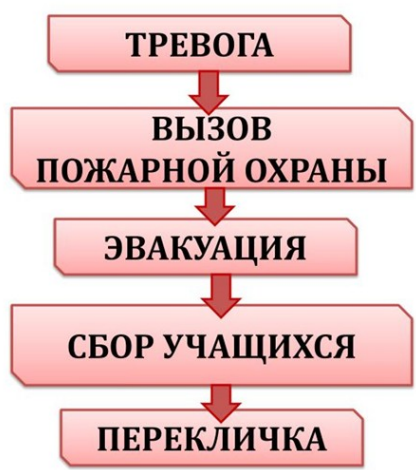 ТРЕВОГА
ВЫЗОВ
ПОЖАРНОЙ ОХРАНЫ
ЭВАКУАЦИЯ
СБОР УЧАЩИХСЯ
ПЕРЕКЛИЧКА